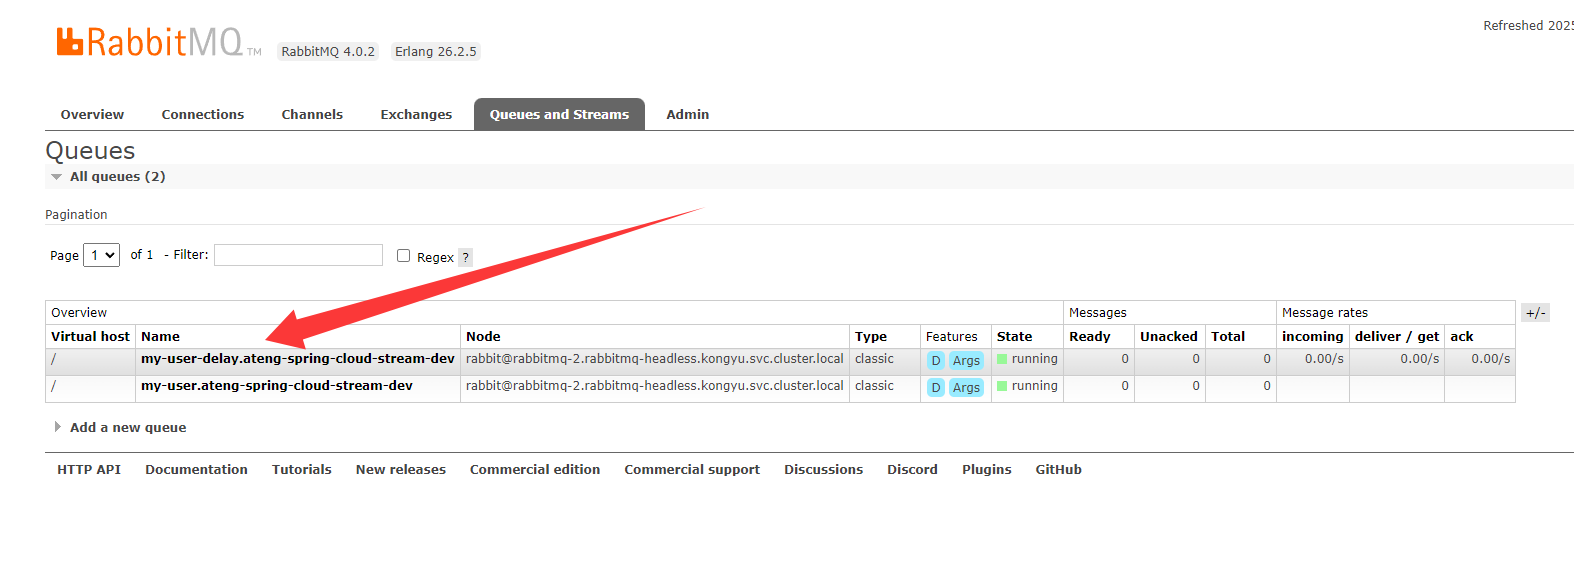 Refreshed 2025
RabbitMQ TM RabbitMQ 4.0.2 Erlang 26.2.5
Overview Connections Channels Exchanges Queues and Streams Admin
Queues
All queues (2)
Pagination
Page 1 of 1 - Filter: Regex ?
Overview Messages Message rates +/-
Virtual host Name Node Type Features State Ready Unacked Total incoming deliver / get ack
/ my-user-delay.ateng-spring-cloud-stream-dev rabbit@rabbitmq-2.rabbitmq-headless.kongyu.svc.cluster.local classic D Args running 0 0 0 0.00/s 0.00/s 0.00/s
/ my-user.ateng-spring-cloud-stream-dev rabbit@rabbitmq-2.rabbitmq-headless.kongyu.svc.cluster.local classic D Args running 0 0 0
Add a new queue
HTTP API Documentation Tutorials New releases Commercial edition Commercial support Discussions Discord Plugins GitHub